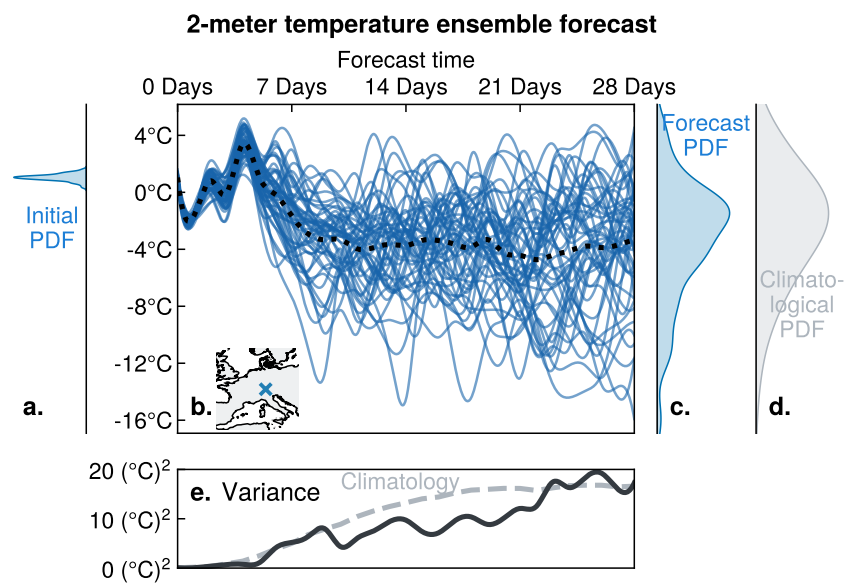 2-meter temperature ensemble forecast
Forecast time
0 Days 7 Days 14 Days 21 Days 28 Days
4°C
0°C
-4°C
-8°C
-12°C
-16°C
Initial
PDF
a.
b.
Forecast
PDF
c.
Climato-
logical
PDF
d.
20 (°C)²
10 (°C)²
0 (°C)²
e. Variance
Climatology